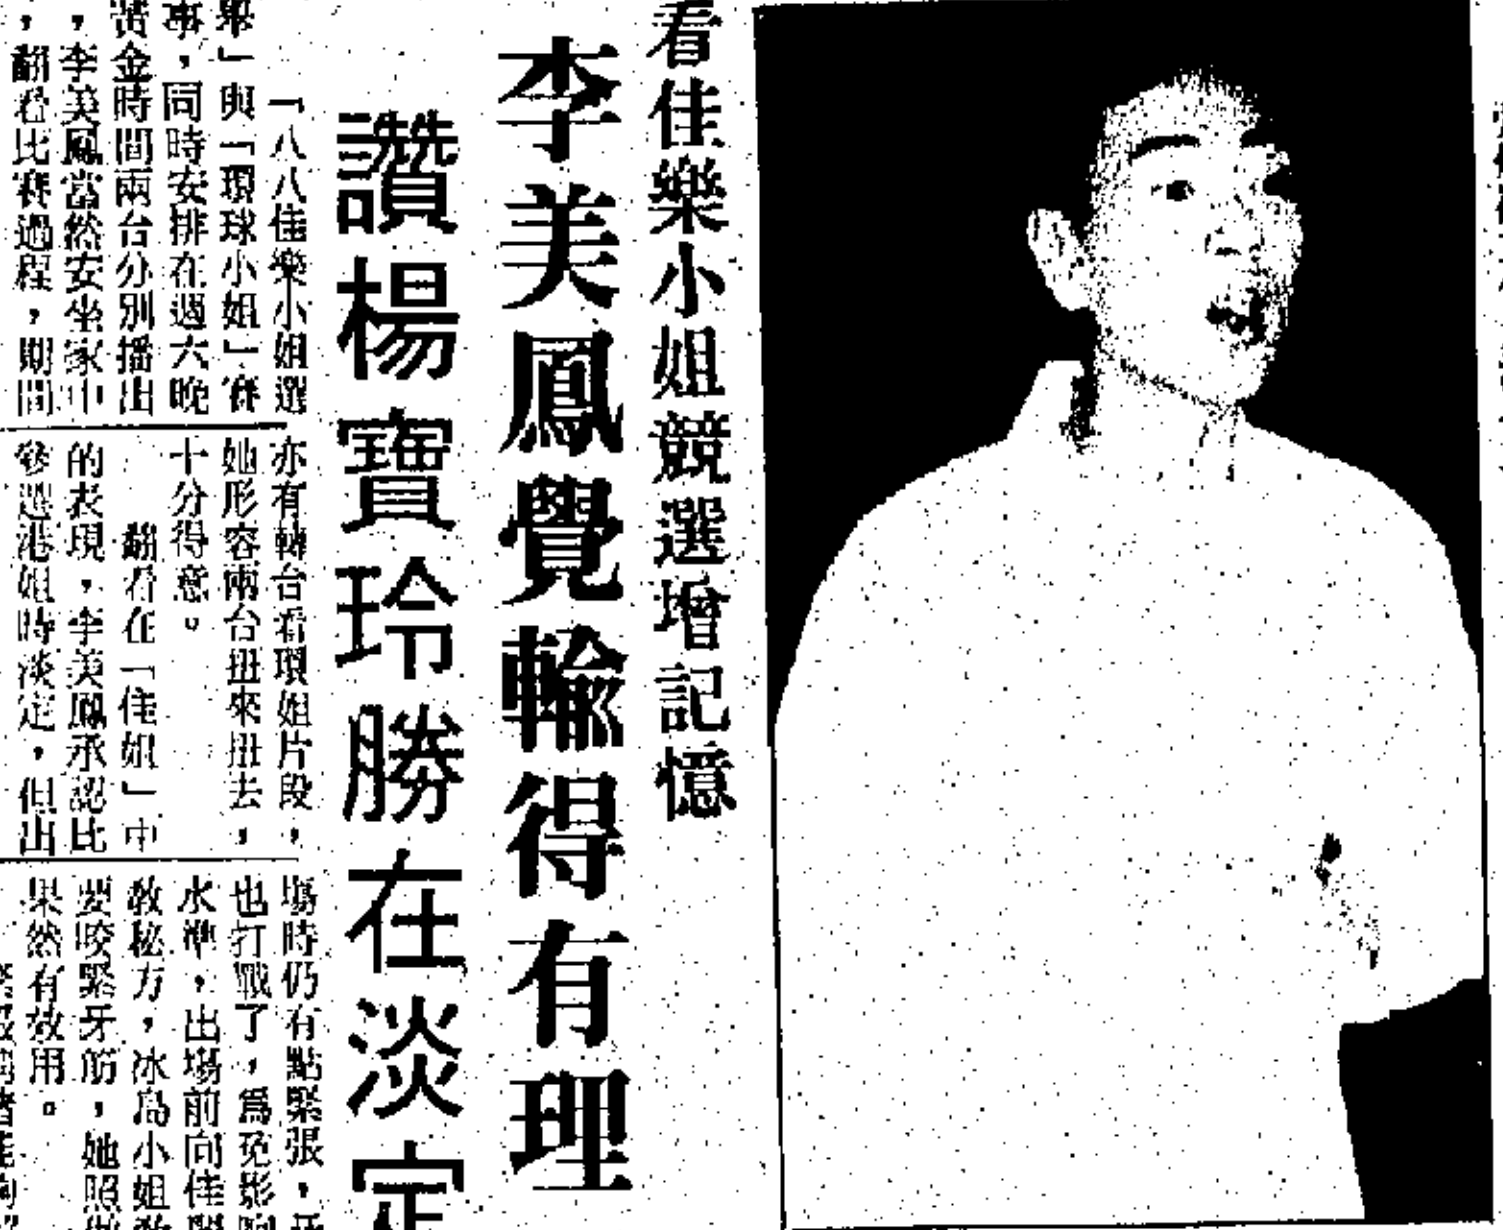 看佳樂小姐競選增記憶
李美鳳覺輸得有理
讚楊寶玲勝在淡定
「八八佳樂小姐選
舉」與「環球小姐」賽
事，同時安排在週六晚
黃金時間兩台分別播出
，李美鳳當然安坐家中
，翻看比賽過程，期間
亦有轉台看環姐片段，
她形容兩台扭來扭去，
十分得意。
翻看在「佳姐」中
的表現，李美鳳承認比
參選港姐時淡定，但出
場時仍有點緊張，牙
也打戰了，為免影响
水準，出場前向佳麗
教秘方，冰島小姐教
要咬緊牙筋，她照做
果然有效用。